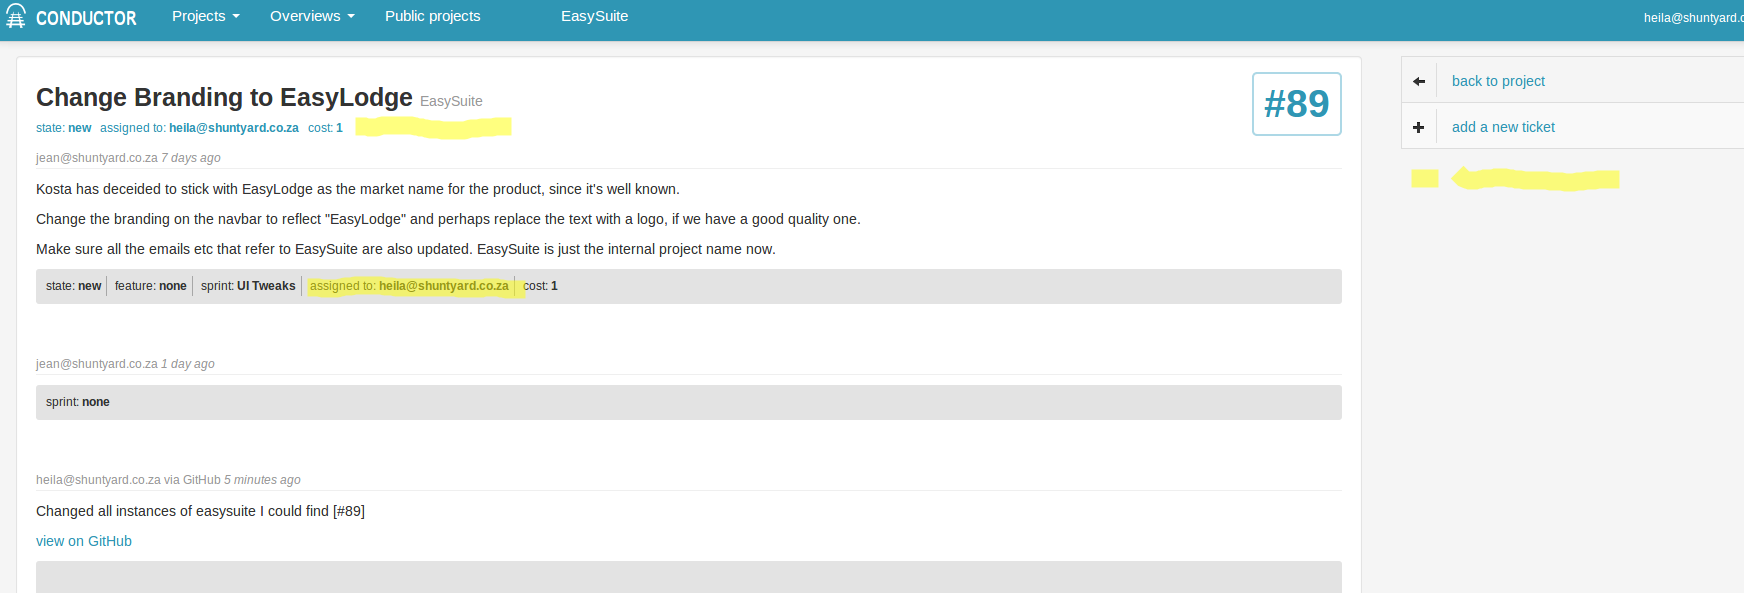 CONDUCTOR Projects Overviews Public projects EasySuite heila@shuntyard.c
Change Branding to EasyLodge EasySuite
#89
state: new assigned to: heila@shuntyard.co.za cost: 1
jean@shuntyard.co.za 7 days ago
Kosta has deceided to stick with EasyLodge as the market name for the product, since it's well known.
Change the branding on the navbar to reflect "EasyLodge" and perhaps replace the text with a logo, if we have a good quality one.
Make sure all the emails etc that refer to EasySuite are also updated. EasySuite is just the internal project name now.
state: new feature: none sprint: UI Tweaks assigned to: heila@shuntyard.co.za cost: 1
jean@shuntyard.co.za 1 day ago
sprint: none
heila@shuntyard.co.za via GitHub 5 minutes ago
Changed all instances of easysuite I could find [#89]
view on GitHub
back to project
add a new ticket